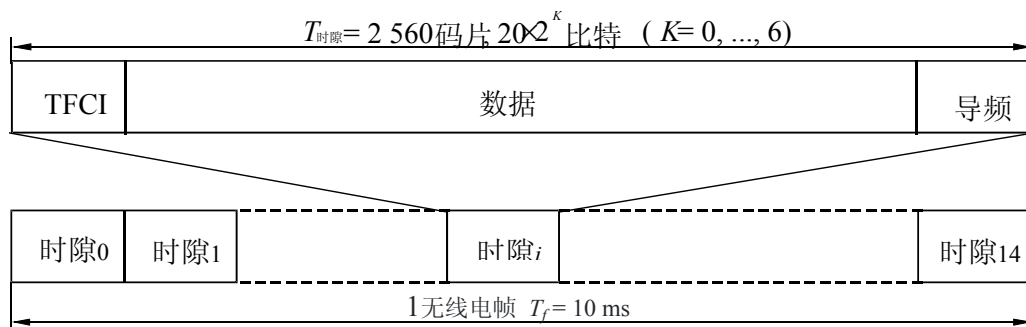 T时隙= 2 560码片, 20×2^K 比特 ( K= 0, ..., 6)
TFCI 数据 导频
时隙0 时隙1 时隙i 时隙14
1无线电帧 Tf = 10 ms